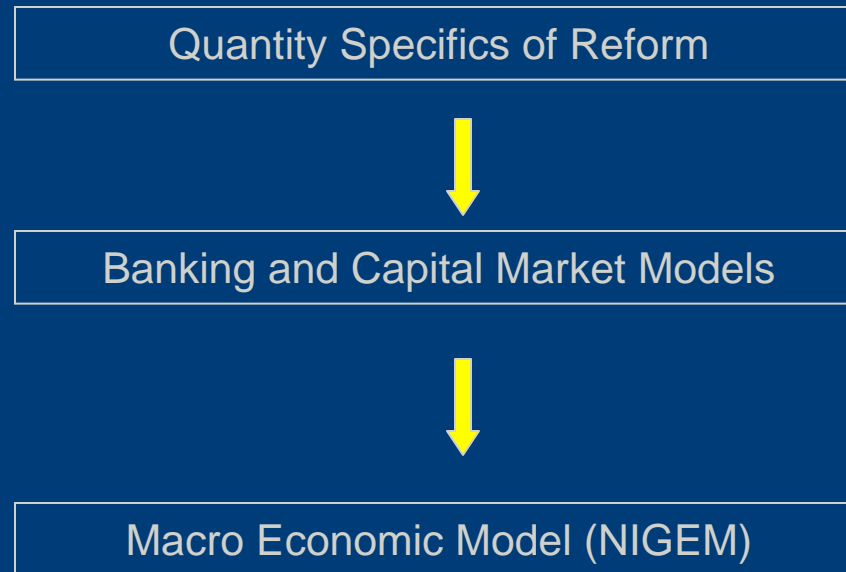 Quantity Specifics of Reform
Banking and Capital Market Models
Macro Economic Model (NIGEM)